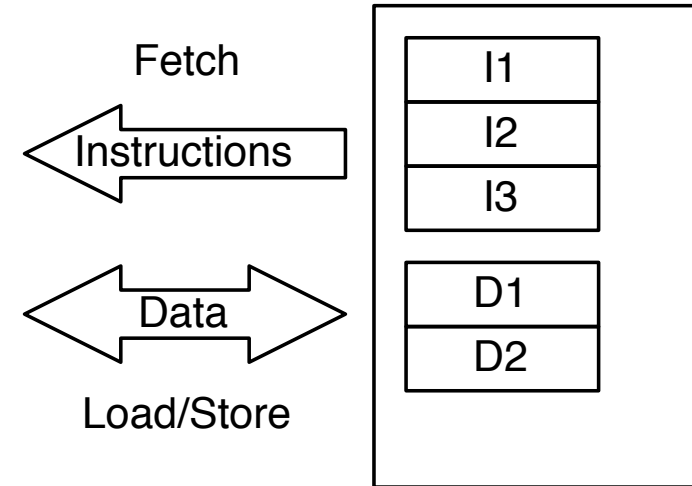 Fetch
Instructions
Data
Load/Store
I1
I2
I3
D1
D2